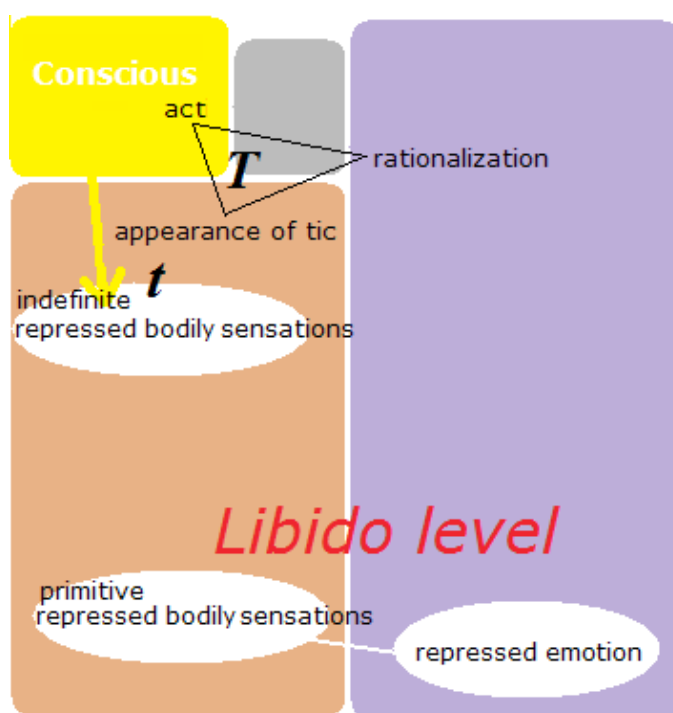 Conscious
act
T
rationalization
appearance of tic
t
indefinite
repressed bodily sensations
Libido level
primitive
repressed bodily sensations
repressed emotion